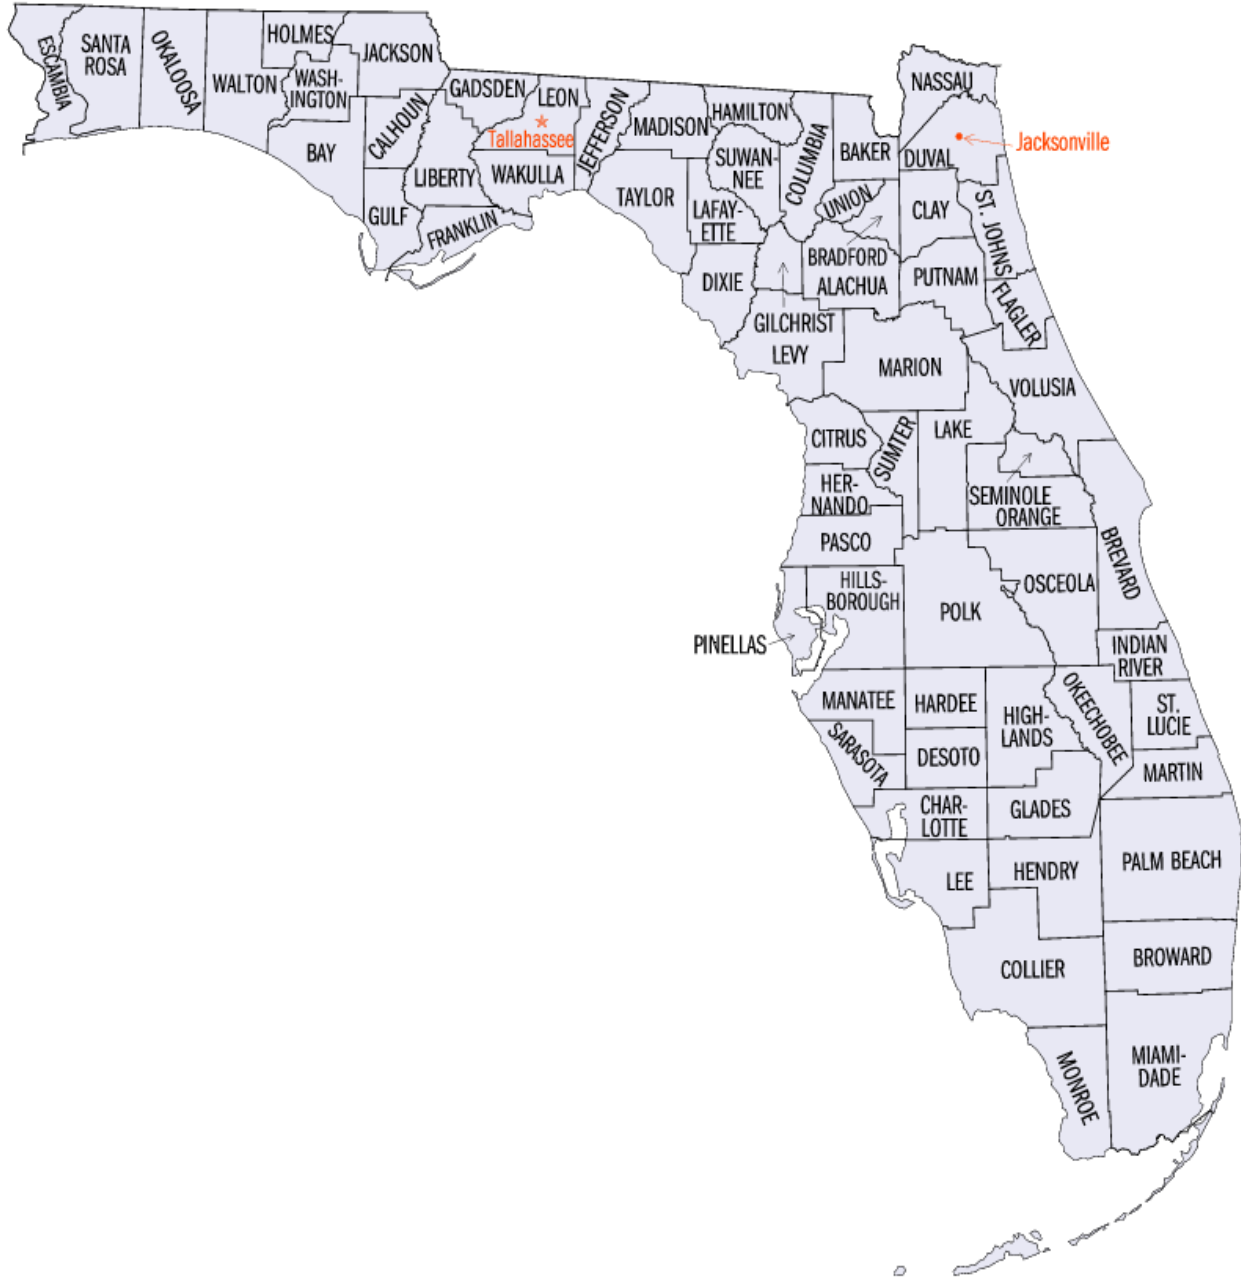 ESCAMBIA
SANTA
ROSA
OKALOOSA
WALTON
HOLMES
WASH-
INGTON
JACKSON
BAY
CALHOUN
GULF
GADSDEN
LIBERTY
FRANKLIN
LEON
Tallahassee
WAKULLA
JEFFERSON
MADISON
TAYLOR
HAMILTON
SUWAN-
NEE
LAFAY-
ETTE
DIXIE
COLUMBIA
BAKER
NASSAU
DUVAL
Jacksonville
UNION
BRADFORD
CLAY
ST. JOHNS
ALACHUA
PUTNAM
FLAGLER
GILCHRIST
LEVY
MARION
VOLUSIA
CITRUS
SUMTER
LAKE
HER-
NANDO
SEMINOLE
ORANGE
PASCO
BREVARD
HILLS-
BOROUGH
POLK
OSCEOLA
PINELLAS
INDIAN
RIVER
MANATEE
HARDEE
HIGH-
LANDS
OKEECHOBEE
ST.
LUCIE
SARASOTA
DESOTO
MARTIN
CHAR-
LOTTE
GLADES
LEE
HENDRY
PALM BEACH
COLLIER
BROWARD
MONROE
MIAMI-
DADE